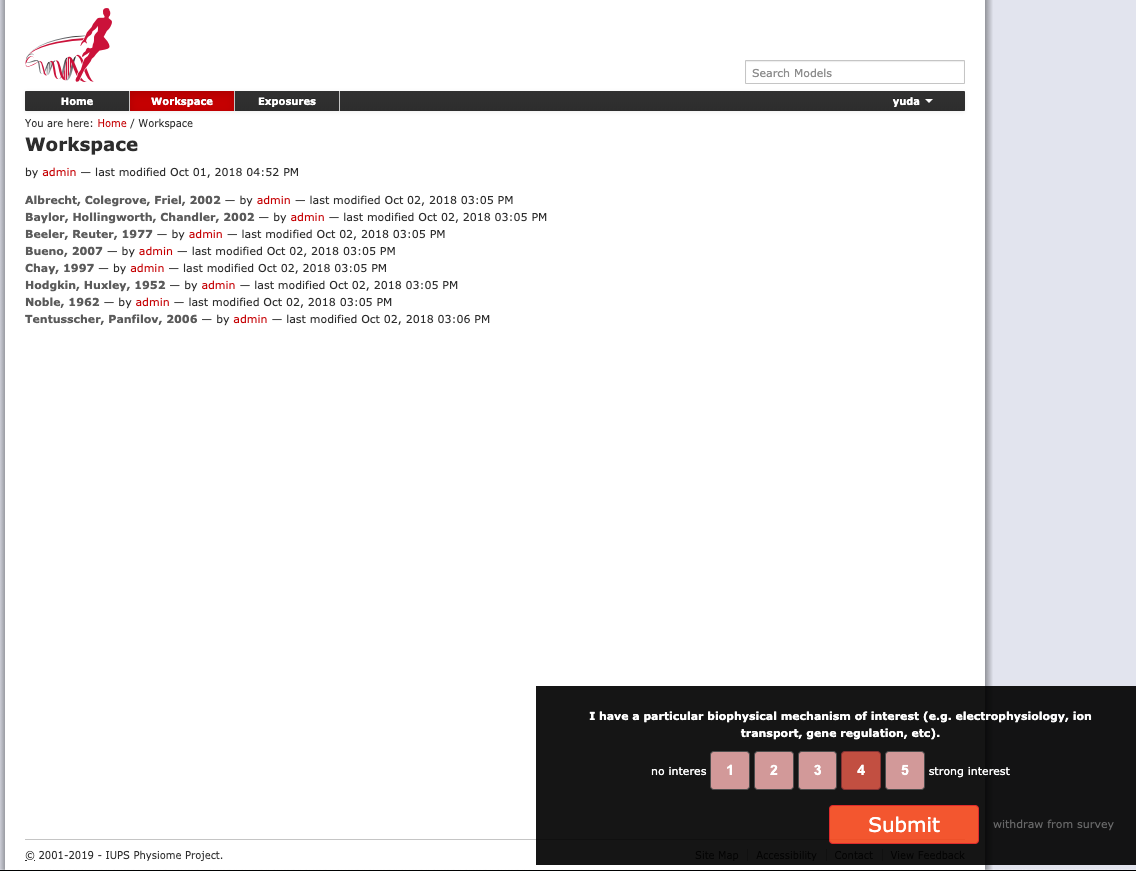 Search Models
Home Workspace Exposures yuda
You are here: Home / Workspace
Workspace
by admin — last modified Oct 01, 2018 04:52 PM
Albrecht, Colegrove, Friel, 2002 — by admin — last modified Oct 02, 2018 03:05 PM
Baylor, Hollingworth, Chandler, 2002 — by admin — last modified Oct 02, 2018 03:05 PM
Beeler, Reuter, 1977 — by admin — last modified Oct 02, 2018 03:05 PM
Bueno, 2007 — by admin — last modified Oct 02, 2018 03:05 PM
Chay, 1997 — by admin — last modified Oct 02, 2018 03:05 PM
Hodgkin, Huxley, 1952 — by admin — last modified Oct 02, 2018 03:05 PM
Noble, 1962 — by admin — last modified Oct 02, 2018 03:05 PM
Tentusscher, Panfilov, 2006 — by admin — last modified Oct 02, 2018 03:06 PM
I have a particular biophysical mechanism of interest (e.g. electrophysiology, ion
transport, gene regulation, etc).
no interes 1 2 3 4 5 strong interest
Submit withdraw from survey
© 2001-2019 - IUPS Physiome Project. Site Map Accessibility Contact View Feedback